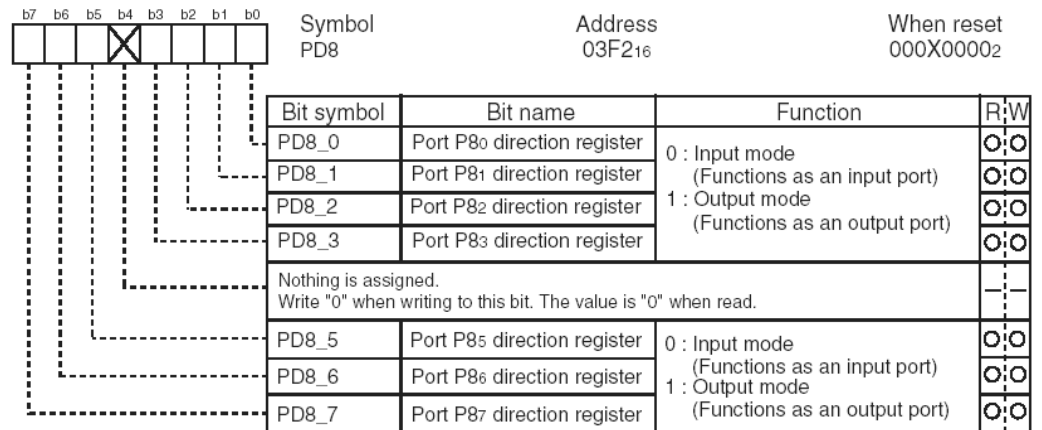 b7 b6 b5 b4 b3 b2 b1 b0
Symbol Address When reset
PD8 03F2₁₆ 000X0000₂
Bit symbol Bit name Function R W
PD8_0 Port P8₀ direction register
PD8_1 Port P8₁ direction register
PD8_2 Port P8₂ direction register
PD8_3 Port P8₃ direction register
0 : Input mode
(Functions as an input port)
1 : Output mode
(Functions as an output port)
Nothing is assigned.
Write "0" when writing to this bit. The value is "0" when read.
PD8_5 Port P8₅ direction register
PD8_6 Port P8₆ direction register
PD8_7 Port P8₇ direction register
0 : Input mode
(Functions as an input port)
1 : Output mode
(Functions as an output port)